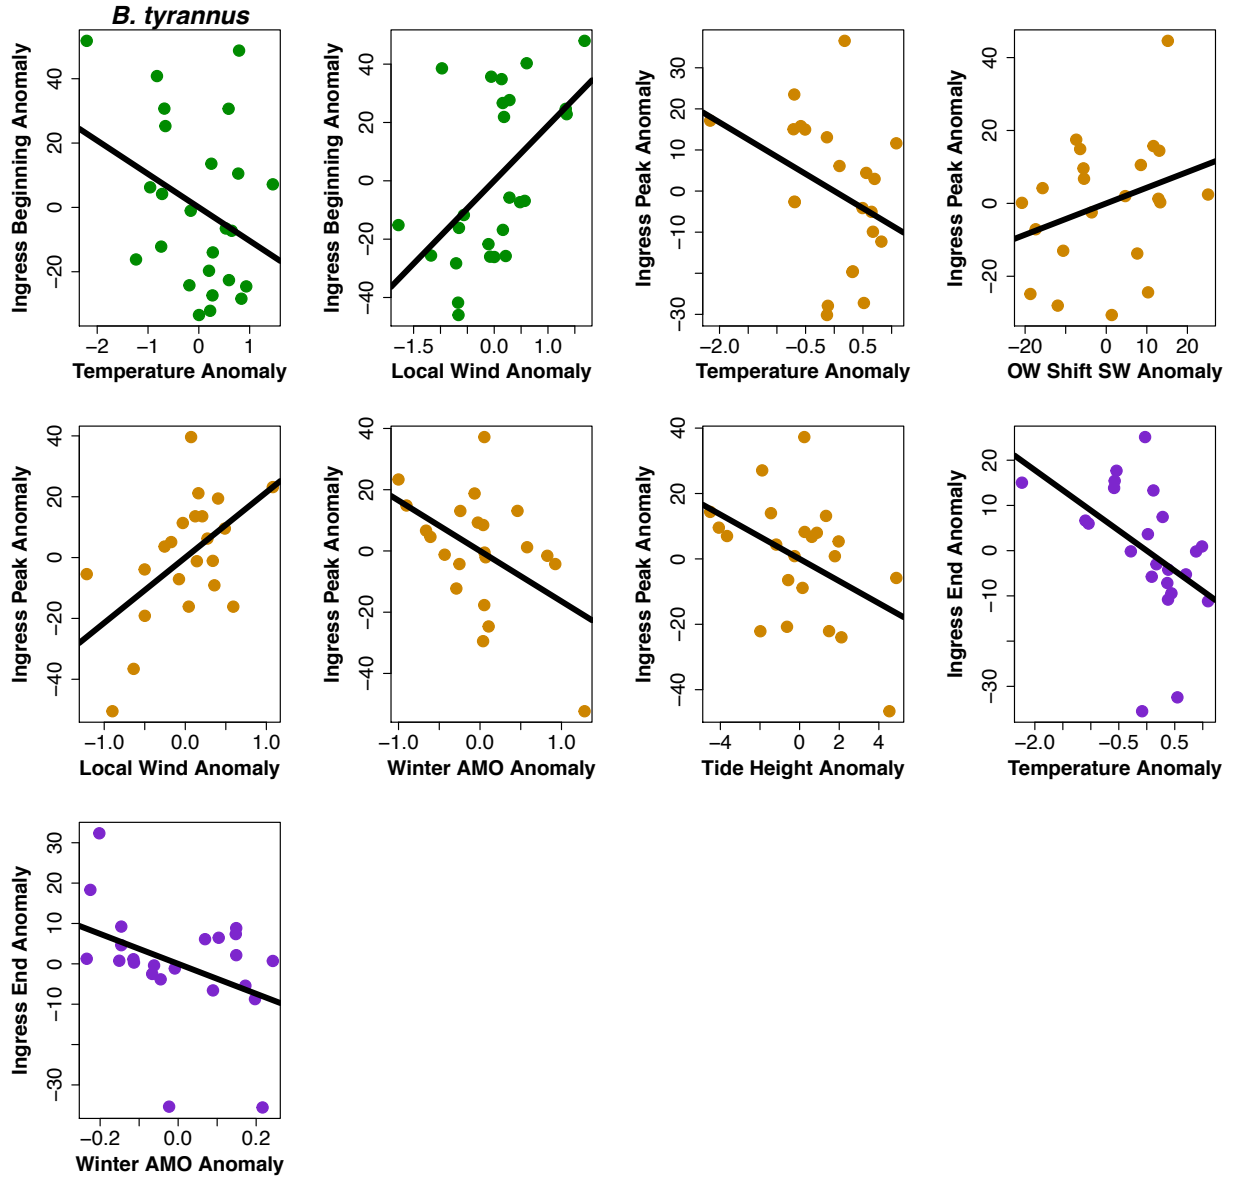 B. tyrannus
Ingress Beginning Anomaly
40
20
0
−20
−2 −1 0 1
Temperature Anomaly
Ingress Beginning Anomaly
40
20
0
−20
−40
−1.5 0.0 1.0
Local Wind Anomaly
Ingress Peak Anomaly
30
20
10
0
−10
−30
−2.0 −0.5 0.5
Temperature Anomaly
Ingress Peak Anomaly
40
20
0
−20
−20 0 10 20
OW Shift SW Anomaly
Ingress Peak Anomaly
40
20
0
−20
−40
−1.0 0.0 1.0
Local Wind Anomaly
Ingress Peak Anomaly
40
20
0
−20
−40
−1.0 0.0 1.0
Winter AMO Anomaly
Ingress Peak Anomaly
40
20
0
−20
−40
−4 0 2 4
Tide Height Anomaly
Ingress End Anomaly
20
10
0
−10
−30
−2.0 −0.5 0.5
Temperature Anomaly
Ingress End Anomaly
30
20
10
0
−10
−30
−0.2 0.0 0.2
Winter AMO Anomaly